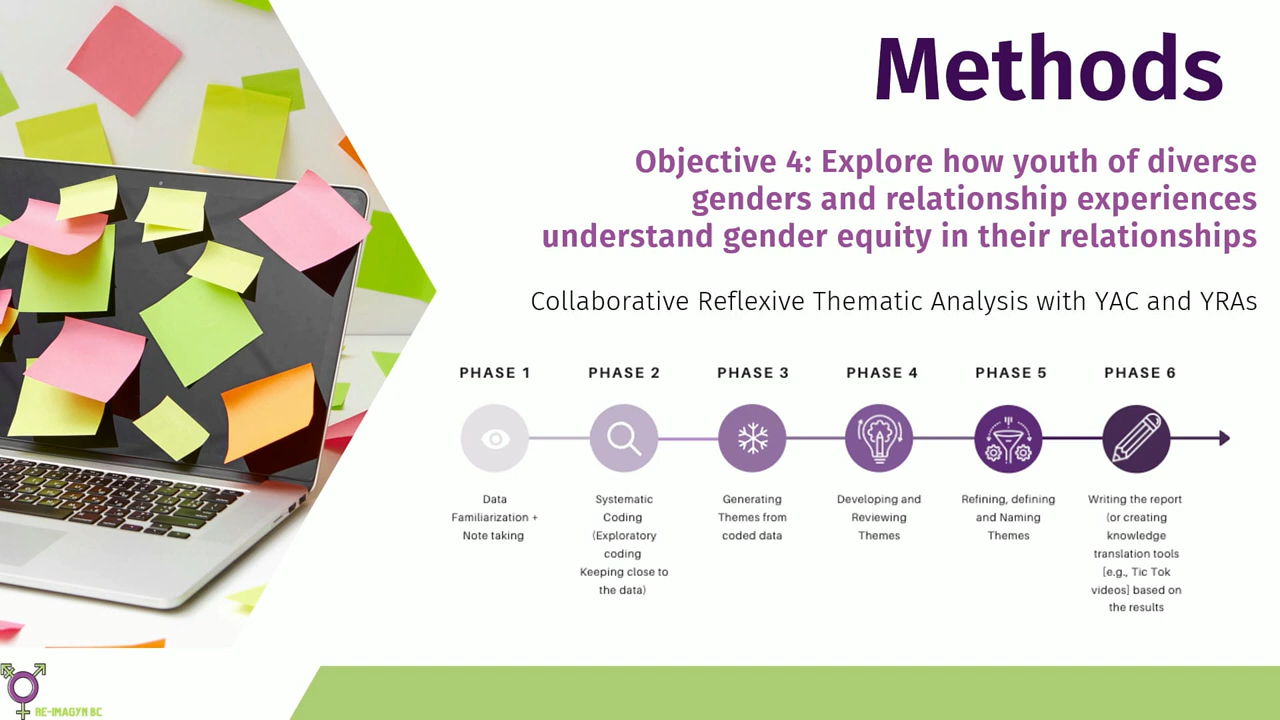 Methods
Objective 4: Explore how youth of diverse
genders and relationship experiences
understand gender equity in their relationships
Collaborative Reflexive Thematic Analysis with YAC and YRAs
PHASE 1
PHASE 2
PHASE 3
PHASE 4
PHASE 5
PHASE 6
Data
Familiarization +
Note taking
Systematic
Coding
(Exploratory
coding
Keeping close to
the data)
Generating
Themes from
coded data
Developing and
Reviewing
Themes
Refining, defining
and Naming
Themes
Writing the report
(or creating
knowledge
translation tools
[e.g., Tic Tok
videos] based on
the results
RE-IMAGYN BC